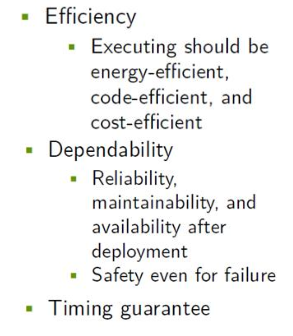 Efficiency
Executing should be
energy-efficient,
code-efficient, and
cost-efficient
Dependability
Reliability,
maintainability, and
availability after
deployment
Safety even for failure
Timing guarantee